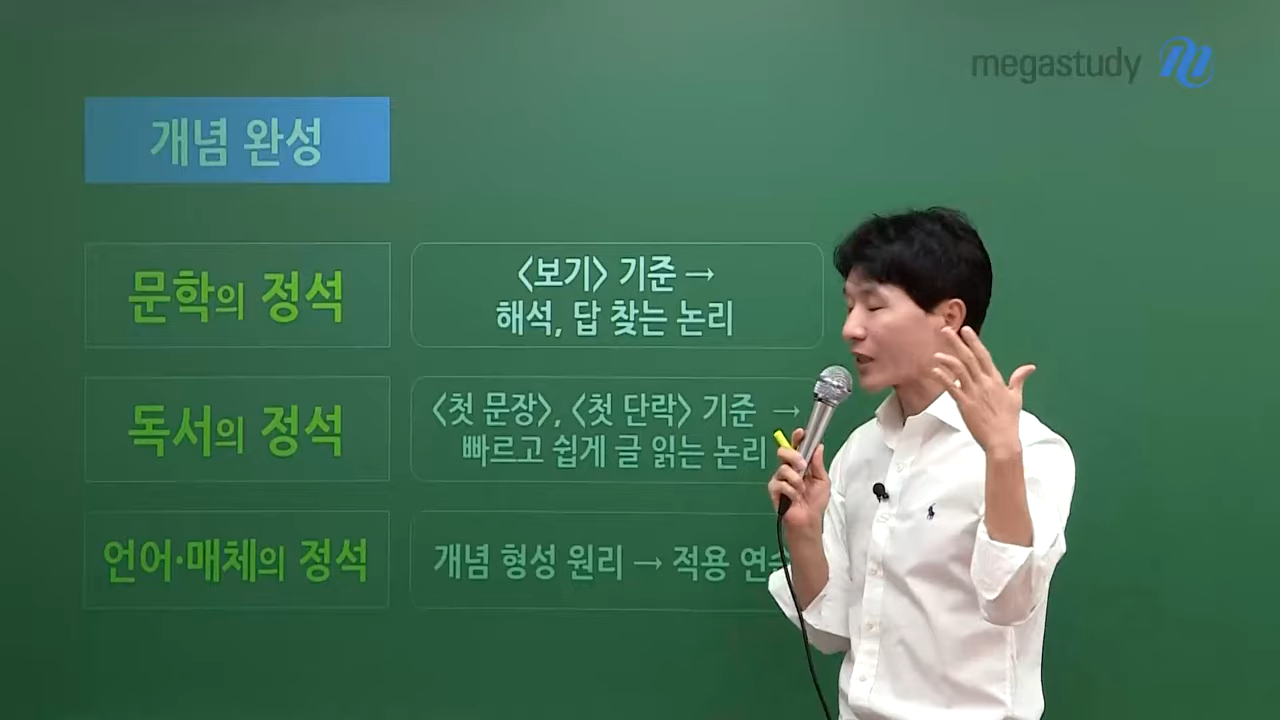 megastudy
개념 완성
문학의 정석
〈보기〉 기준 →
해석, 답 찾는 논리
독서의 정석
〈첫 문장〉, 〈첫 단락〉 기준 →
빠르고 쉽게 글 읽는 논리
언어·매체의 정석
개념 형성 원리 → 적용